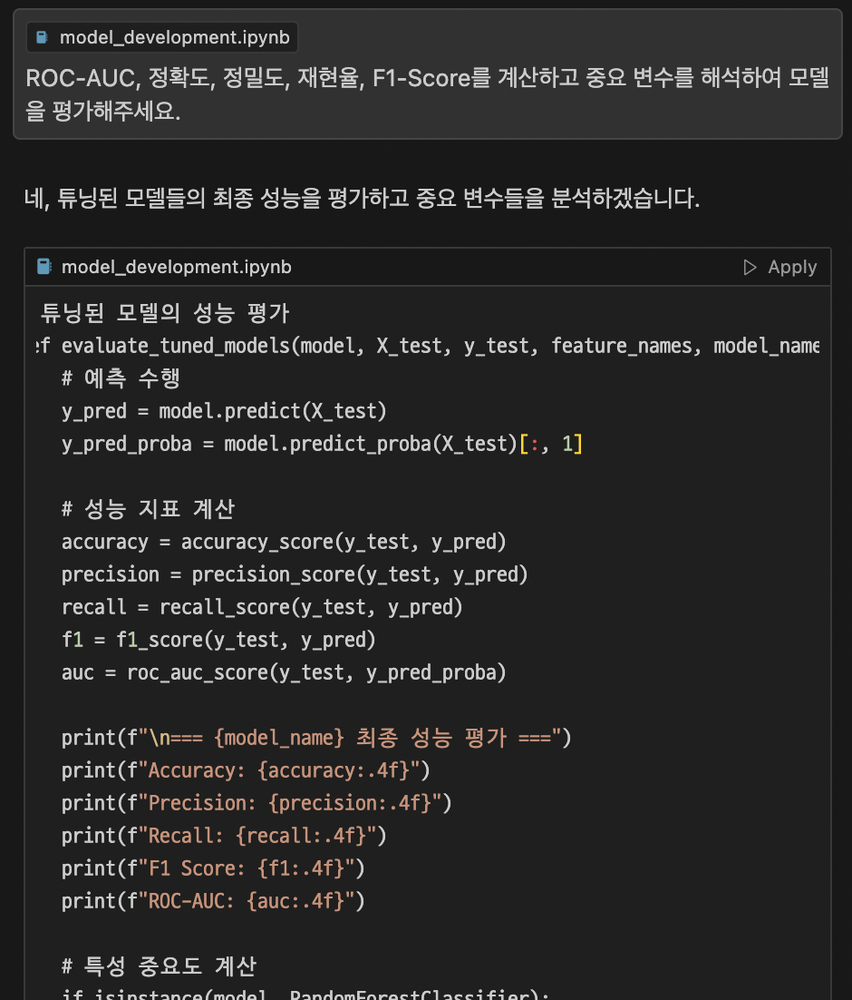 model_development.ipynb
ROC-AUC, 정확도, 정밀도, 재현율, F1-Score를 계산하고 중요 변수를 해석하여 모델
을 평가해주세요.
네, 튜닝된 모델들의 최종 성능을 평가하고 중요 변수들을 분석하겠습니다.
model_development.ipynb Apply
튜닝된 모델의 성능 평가
ef evaluate_tuned_models(model, X_test, y_test, feature_names, model_name
# 예측 수행
y_pred = model.predict(X_test)
y_pred_proba = model.predict_proba(X_test)[:, 1]
# 성능 지표 계산
accuracy = accuracy_score(y_test, y_pred)
precision = precision_score(y_test, y_pred)
recall = recall_score(y_test, y_pred)
f1 = f1_score(y_test, y_pred)
auc = roc_auc_score(y_test, y_pred_proba)
print(f"\n=== {model_name} 최종 성능 평가 ===")
print(f"Accuracy: {accuracy:.4f}")
print(f"Precision: {precision:.4f}")
print(f"Recall: {recall:.4f}")
print(f"F1 Score: {f1:.4f}")
print(f"ROC-AUC: {auc:.4f}")
# 특성 중요도 계산
if isinstance(model, RandomForestClassifier):